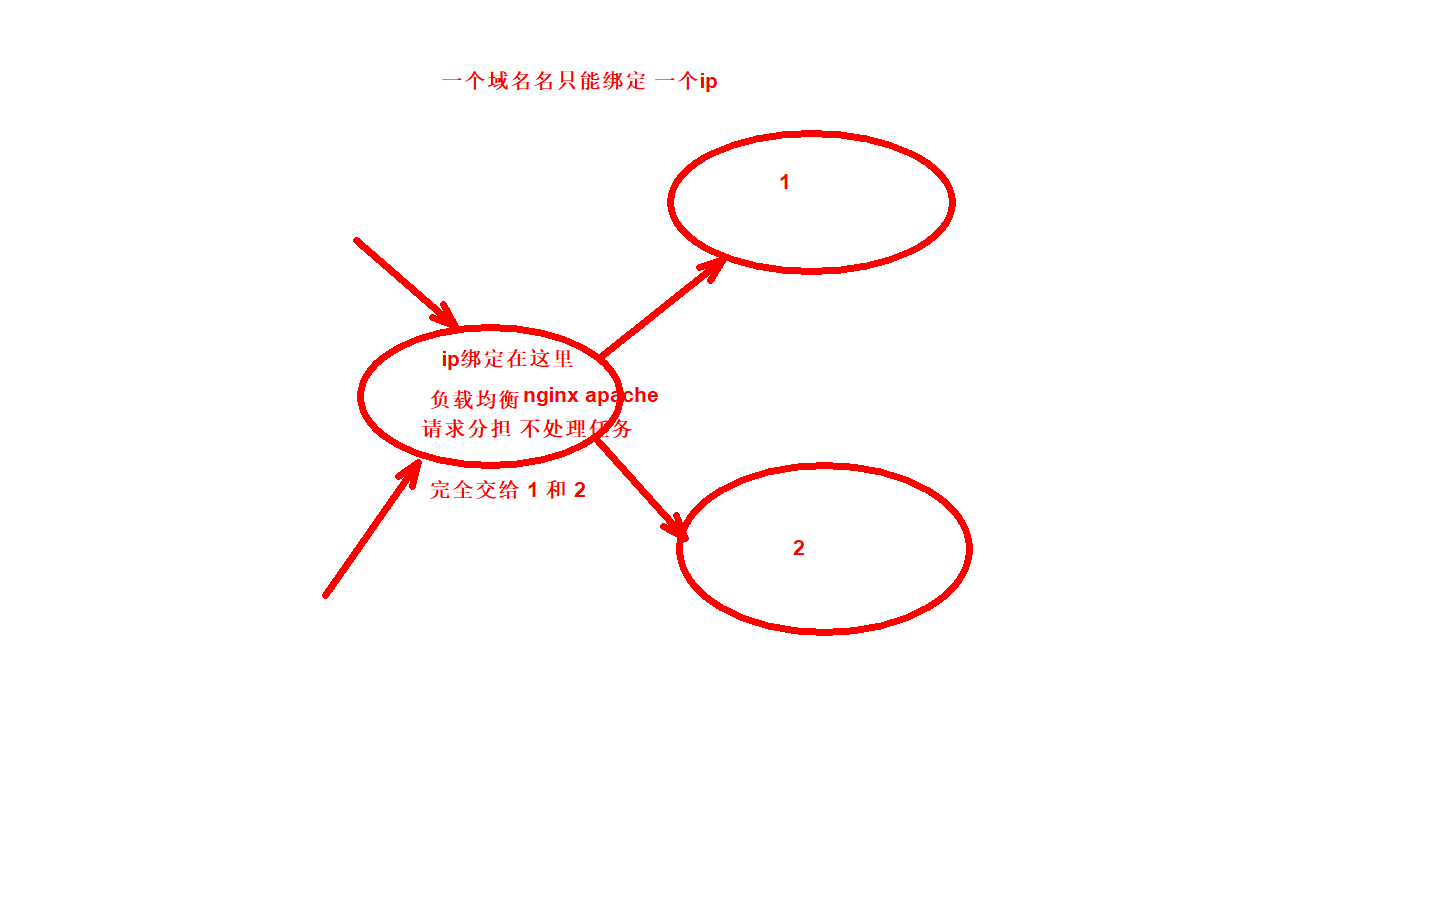 一个域名名只能绑定 一个ip
1
ip绑定在这里
负载均衡 nginx apache
请求分担 不处理任务
完全交给 1 和 2
2